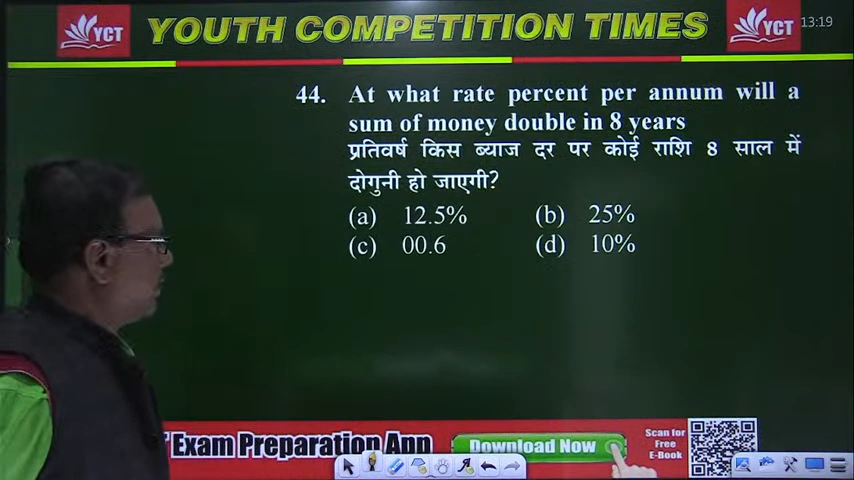 YCT
YOUTH COMPETITION TIMES
YCT
13:19
44. At what rate percent per annum will a
sum of money double in 8 years
प्रतिवर्ष किस ब्याज दर पर कोई राशि 8 साल में
दोगुनी हो जाएगी?
(a) 12.5% (b) 25%
(c) 00.6 (d) 10%
Exam Preparation App
Download Now
Scan for
Free
E-Book